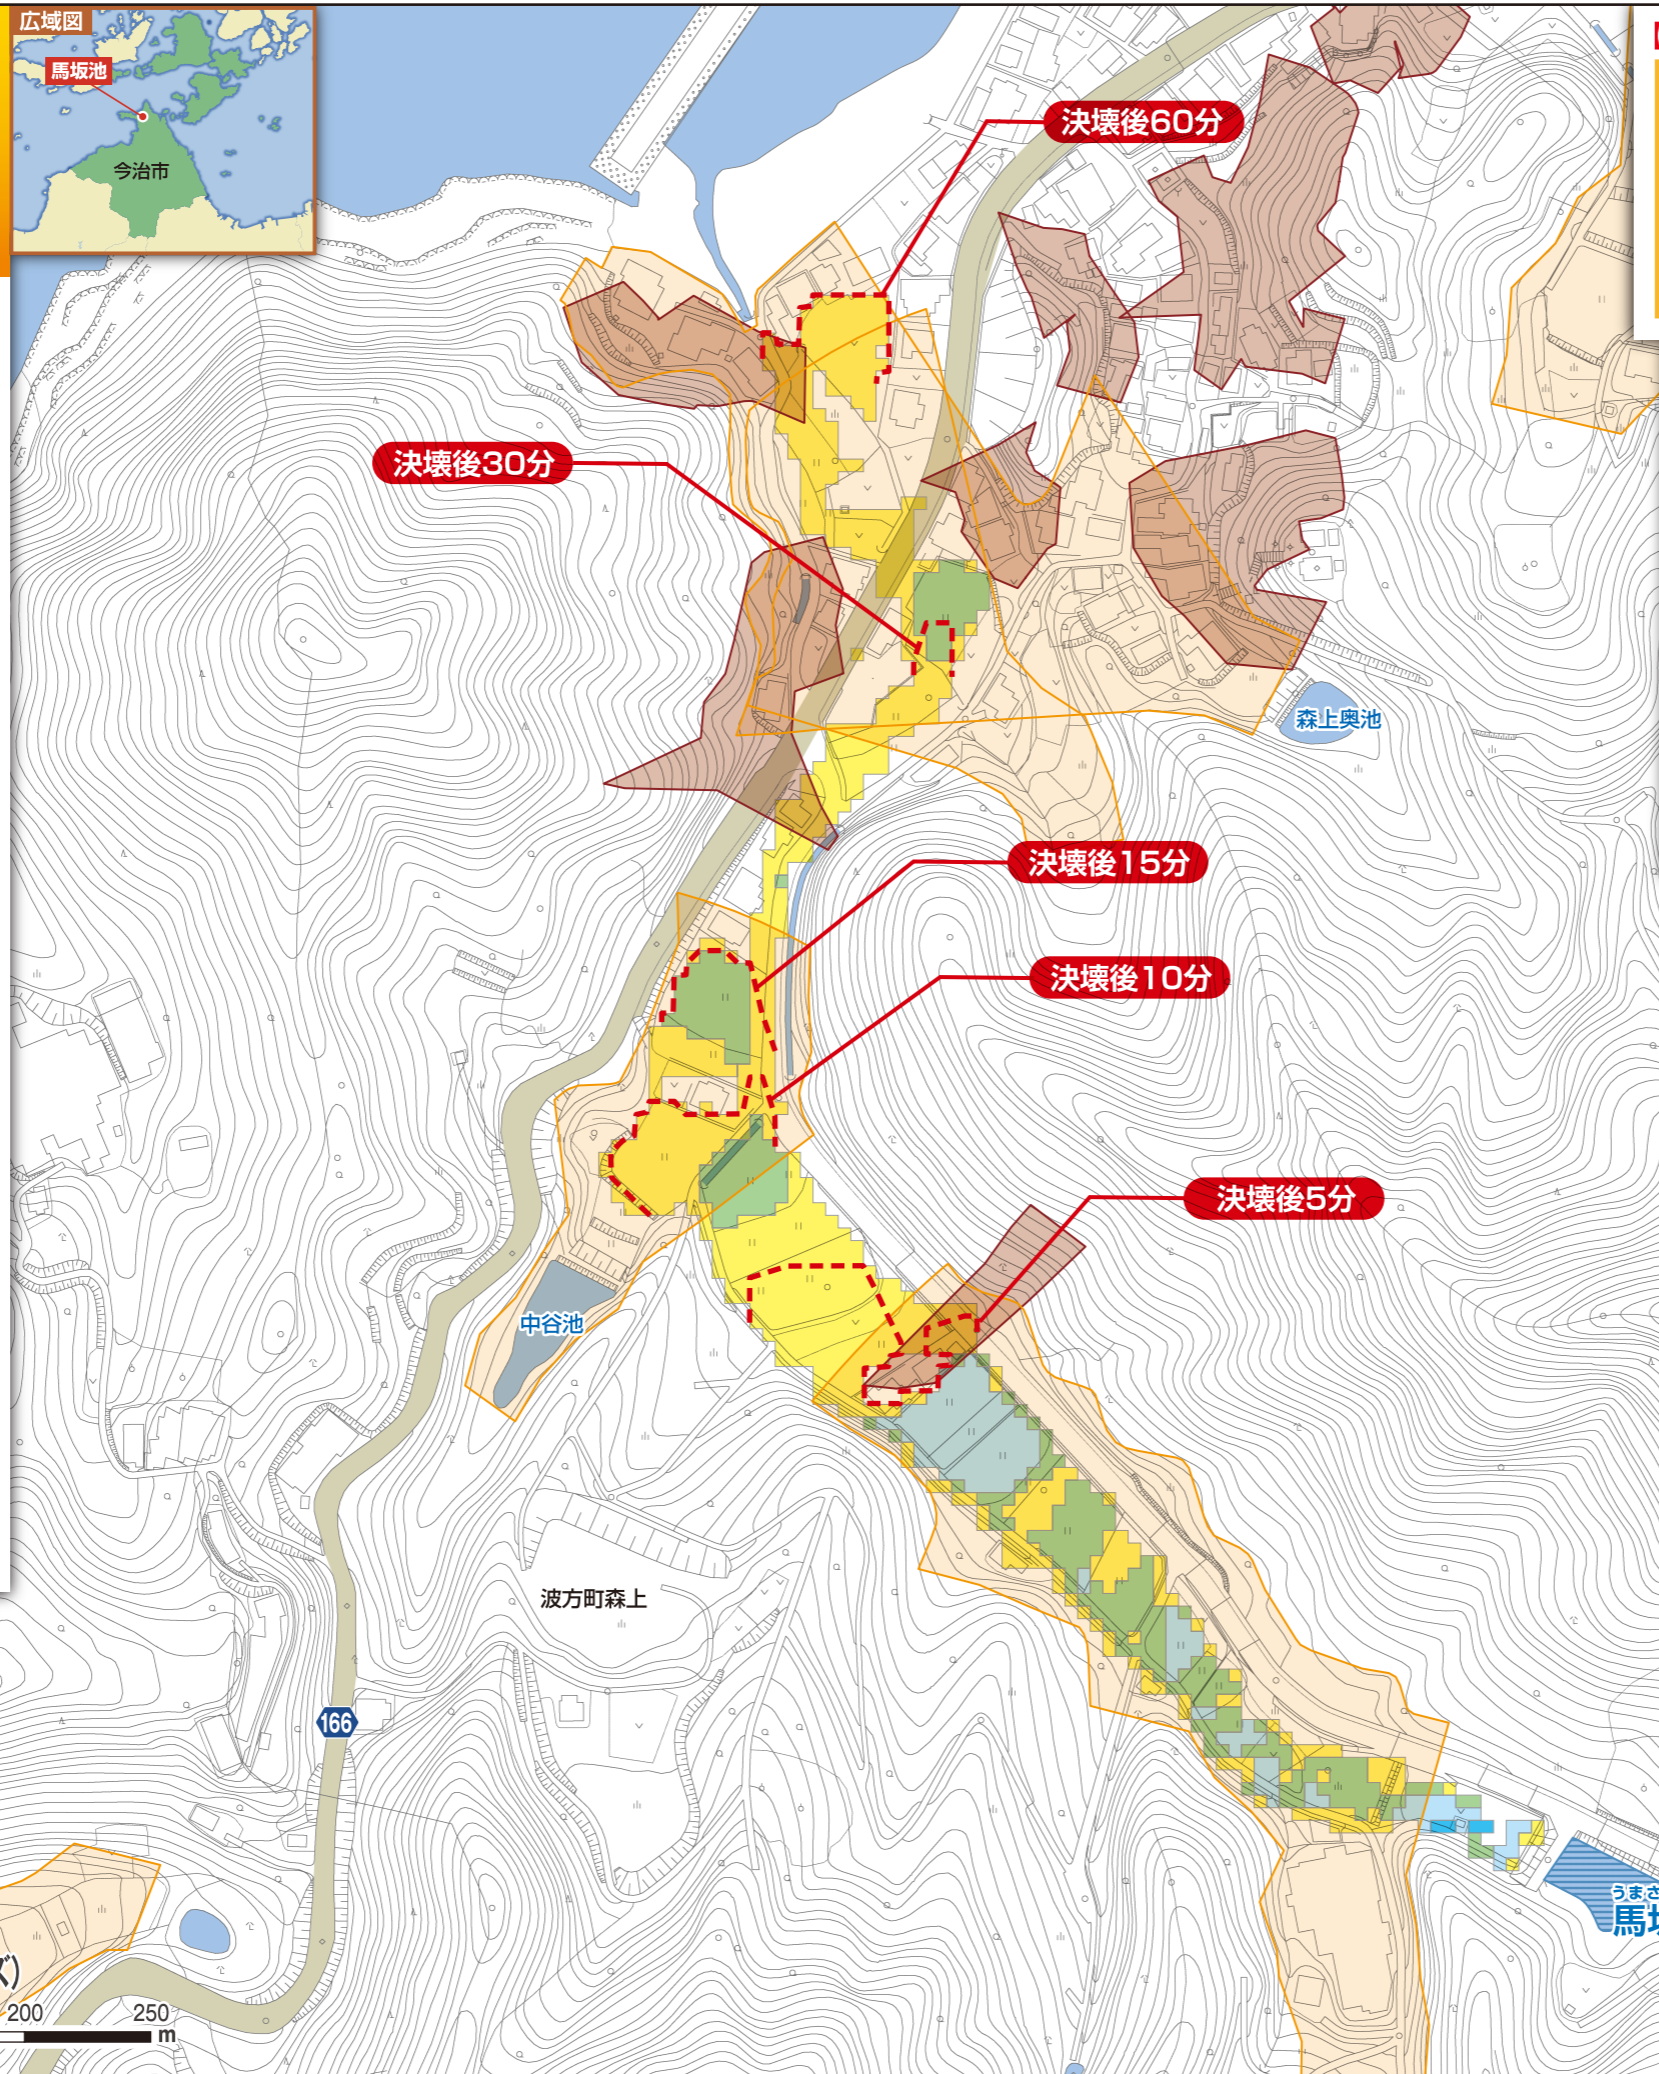 広域図
馬坂池
今治市
決壊後60分
決壊後30分
森上奥池
決壊後15分
決壊後10分
決壊後5分
中谷池
波方町森上
166
うまさ
馬坂
ズ)
200
250
m